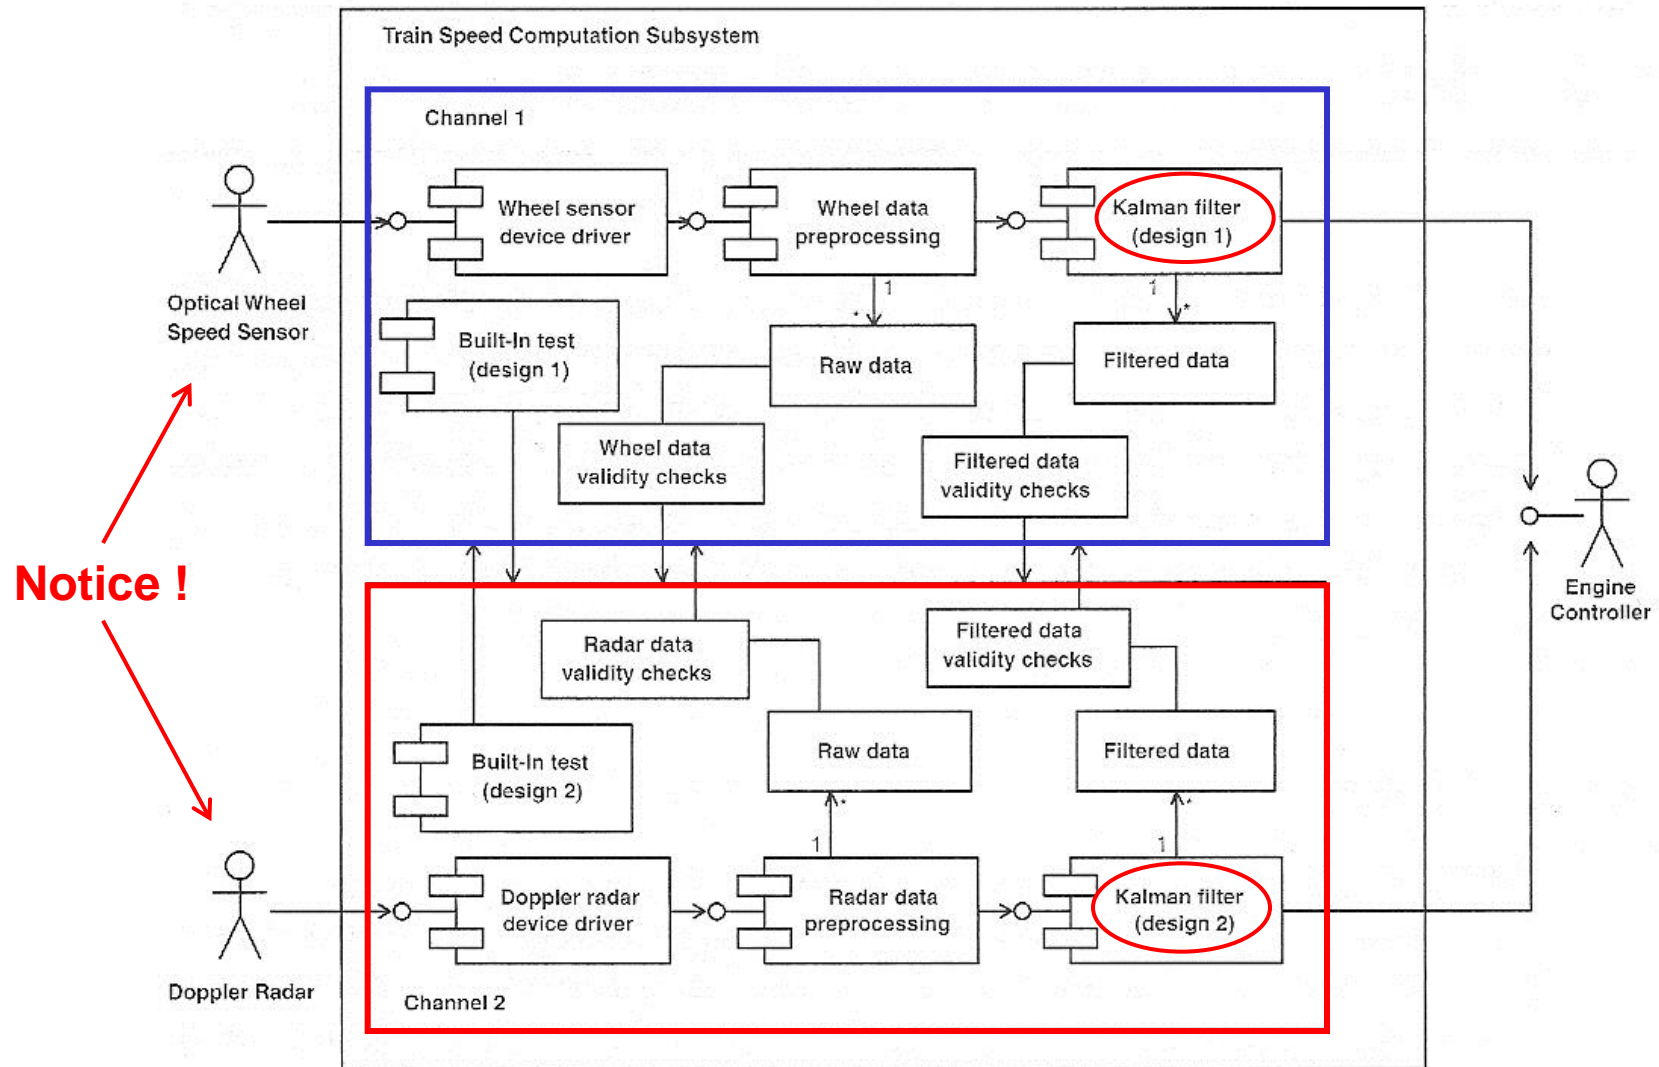 Train Speed Computation Subsystem
Channel 1
Wheel sensor
device driver
Wheel data
preprocessing
Kalman filter
(design 1)
Optical Wheel
Speed Sensor
1
*
1
*
Built-In test
(design 1)
Raw data
Filtered data
Wheel data
validity checks
Filtered data
validity checks
Notice !
Engine
Controller
Radar data
validity checks
Filtered data
validity checks
Built-In test
(design 2)
Raw data
Filtered data
*
1
*
1
Doppler radar
device driver
Radar data
preprocessing
Kalman filter
(design 2)
Doppler Radar
Channel 2